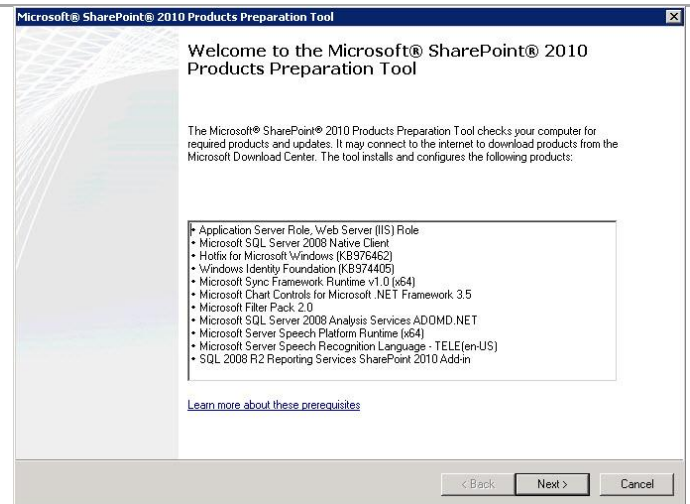 Microsoft® SharePoint® 2010 Products Preparation Tool
Welcome to the Microsoft® SharePoint® 2010
Products Preparation Tool
The Microsoft® SharePoint® 2010 Products Preparation Tool checks your computer for
required products and updates. It may connect to the internet to download products from the
Microsoft Download Center. The tool installs and configures the following products:
• Application Server Role, Web Server (IIS) Role
• Microsoft SQL Server 2008 Native Client
• Hotfix for Microsoft Windows (KB976462)
• Windows Identity Foundation (KB974405)
• Microsoft Sync Framework Runtime v1.0 (x64)
• Microsoft Chart Controls for Microsoft .NET Framework 3.5
• Microsoft Filter Pack 2.0
• Microsoft SQL Server 2008 Analysis Services ADOMD.NET
• Microsoft Server Speech Platform Runtime (x64)
• Microsoft Server Speech Recognition Language - TELE(en-US)
• SQL 2008 R2 Reporting Services SharePoint 2010 Add-in
Learn more about these prerequisites
< Back Next > Cancel